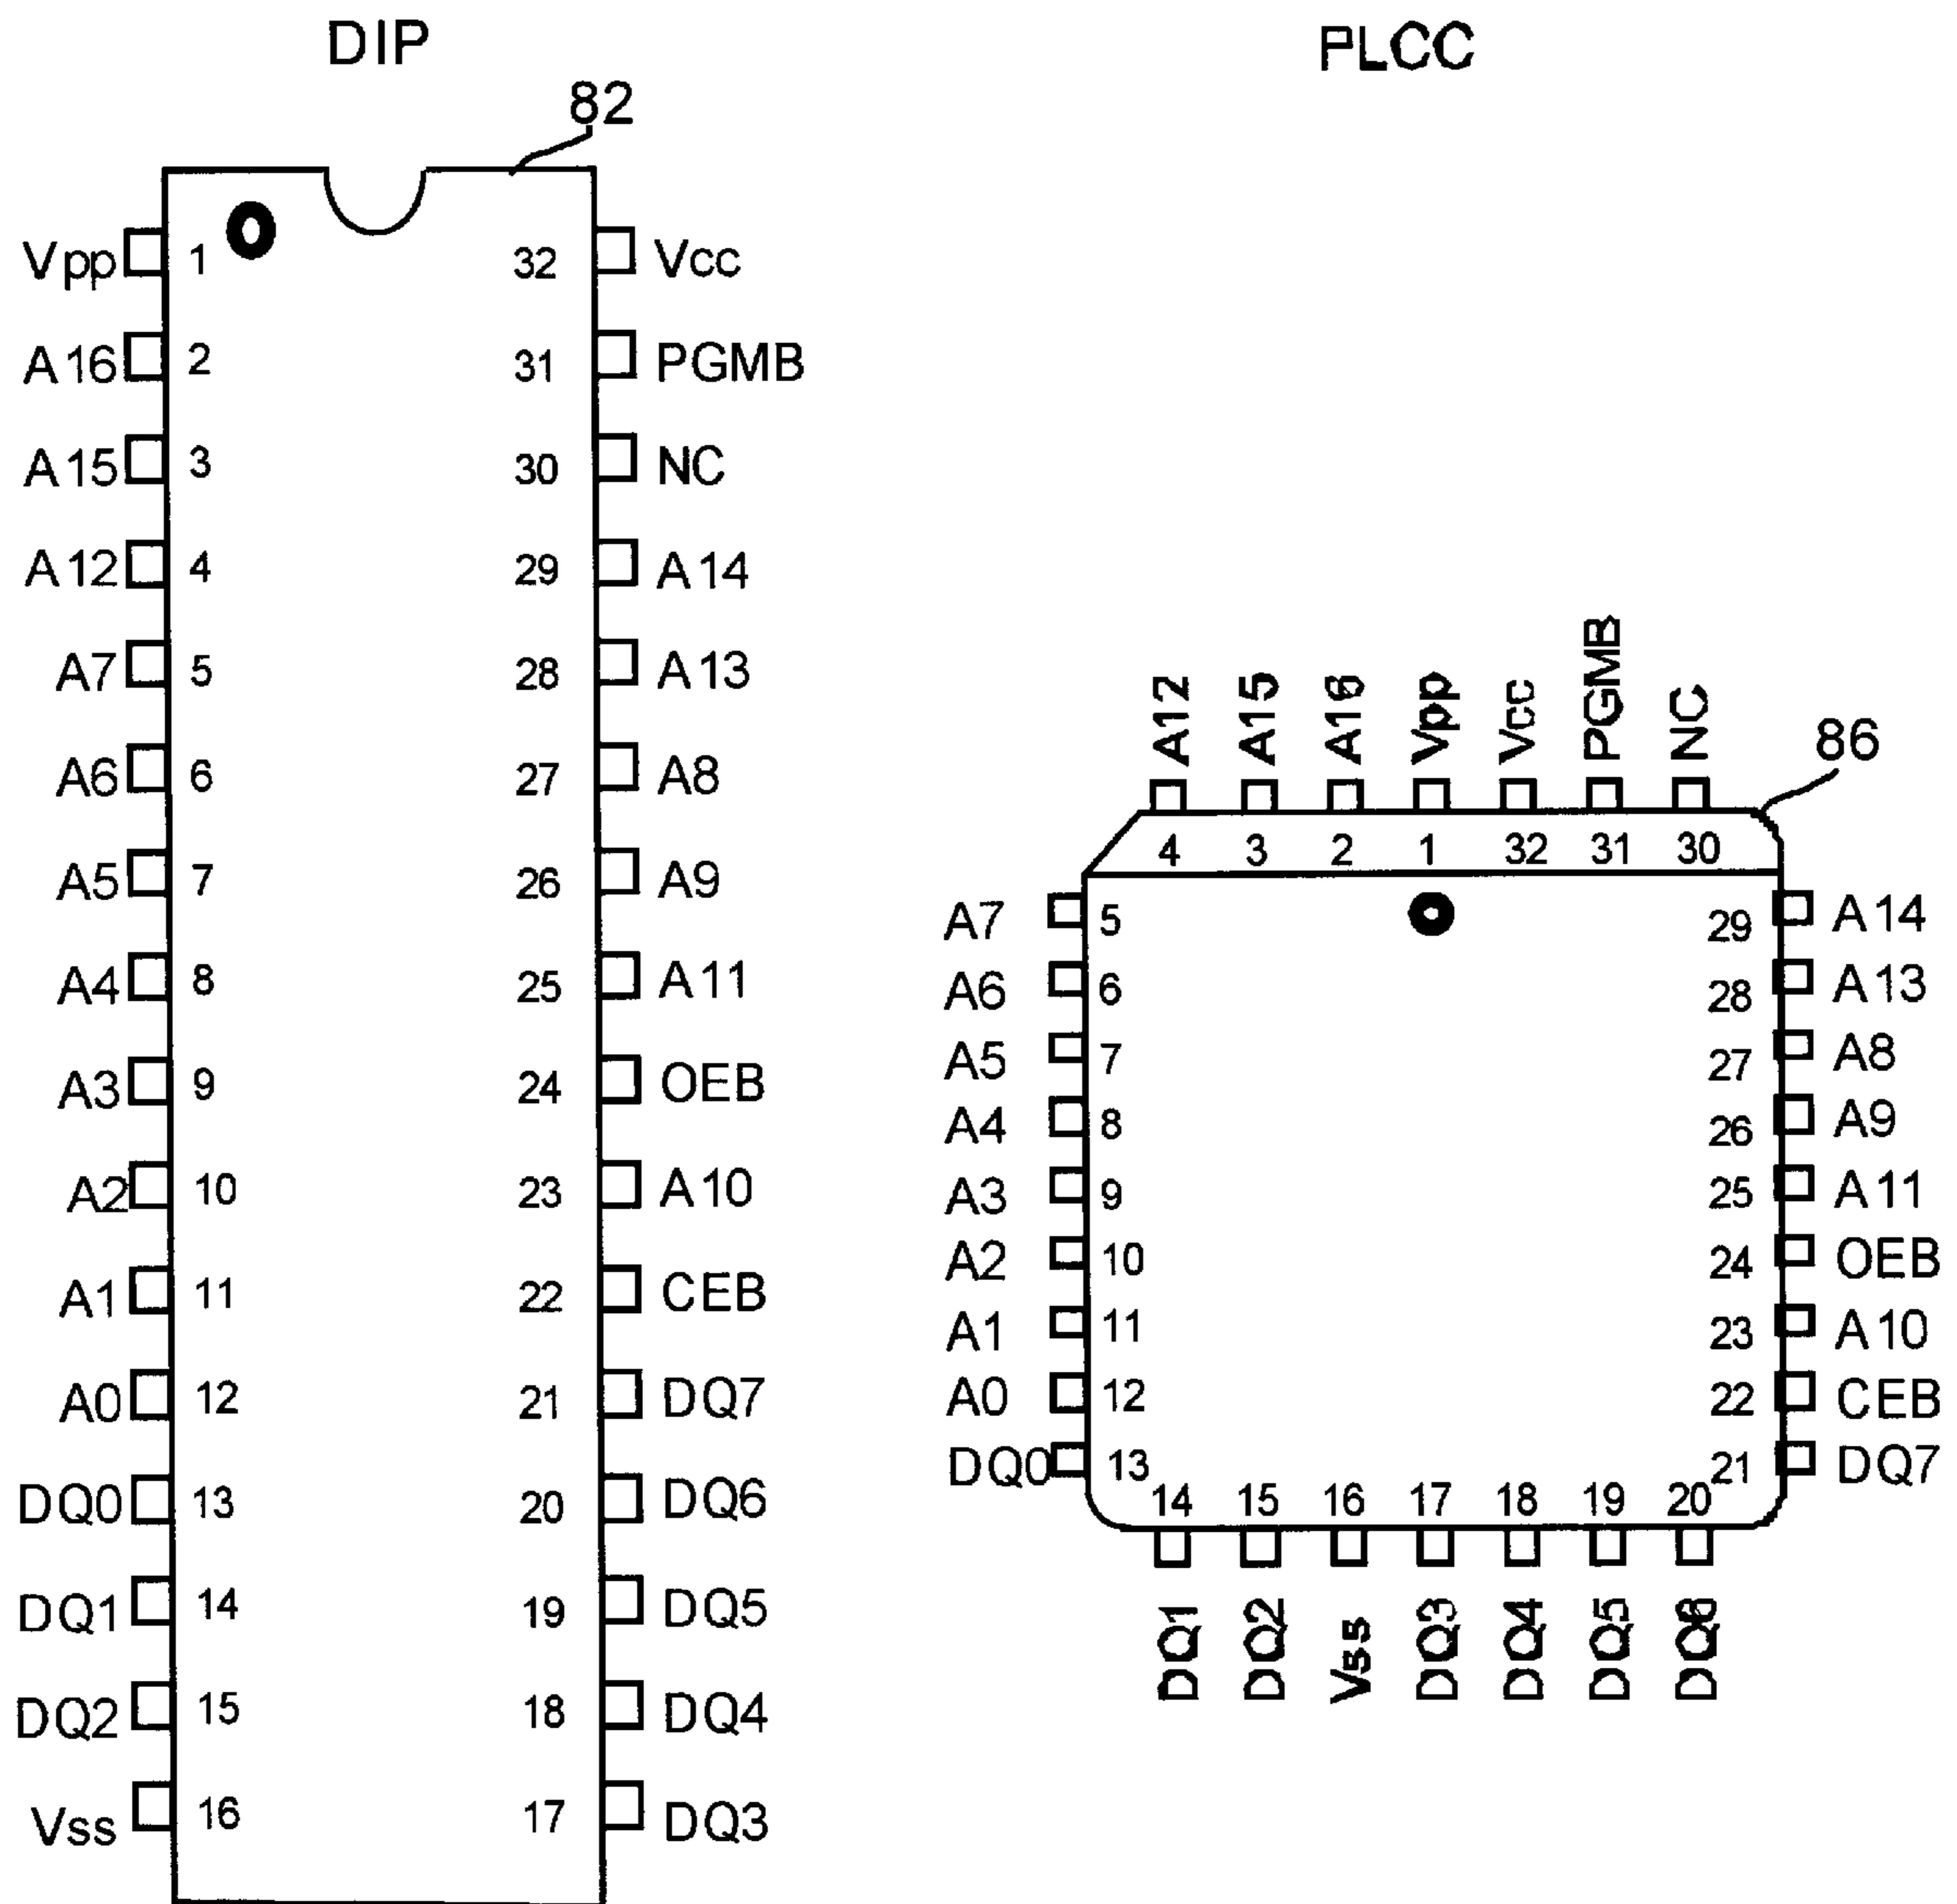 DIP
82
Vpp 1 32 Vcc
A16 2 31 PGMB
A15 3 30 NC
A12 4 29 A14
A7 5 28 A13
A6 6 27 A8
A5 7 26 A9
A4 8 25 A11
A3 9 24 OEB
A2 10 23 A10
A1 11 22 CEB
A0 12 21 DQ7
DQ0 13 20 DQ6
DQ1 14 19 DQ5
DQ2 15 18 DQ4
Vss 16 17 DQ3
PLCC
86
A12 A15 A16 Vpp Vcc PGMB NC
4 3 2 1 32 31 30
A7 5 29 A14
A6 6 28 A13
A5 7 27 A8
A4 8 26 A9
A3 9 25 A11
A2 10 24 OEB
A1 11 23 A10
A0 12 22 CEB
DQ0 13 21 DQ7
14 15 16 17 18 19 20
DQ1 DQ2 Vss DQ3 DQ4 DQ5 DQ6